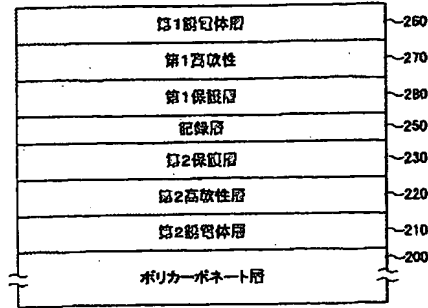 第1誘電体層
260
第1高放性
270
第1保護層
280
記録層
250
第2保護層
230
第2高放性層
220
第2誘電体層
210
200
ポリカーボネート層